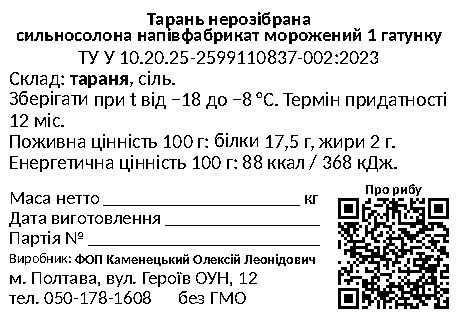 Тарань нерозібрана
сильносолона напівфабрикат морожений 1 гатунку
ТУ У 10.20.25-2599110837-002:2023
Склад: тараня, сіль.
Зберігати при t від −18 до −8 °С. Термін придатності
12 міс.
Поживна цінність 100 г: білки 17,5 г, жири 2 г.
Енергетична цінність 100 г: 88 ккал / 368 кДж.
Маса нетто ____________________ кг
Дата виготовлення ________________
Партія № ________________________
Про рибу
Виробник: ФОП Каменецький Олексій Леонідович
м. Полтава, вул. Героїв ОУН, 12
тел. 050-178-1608 без ГМО